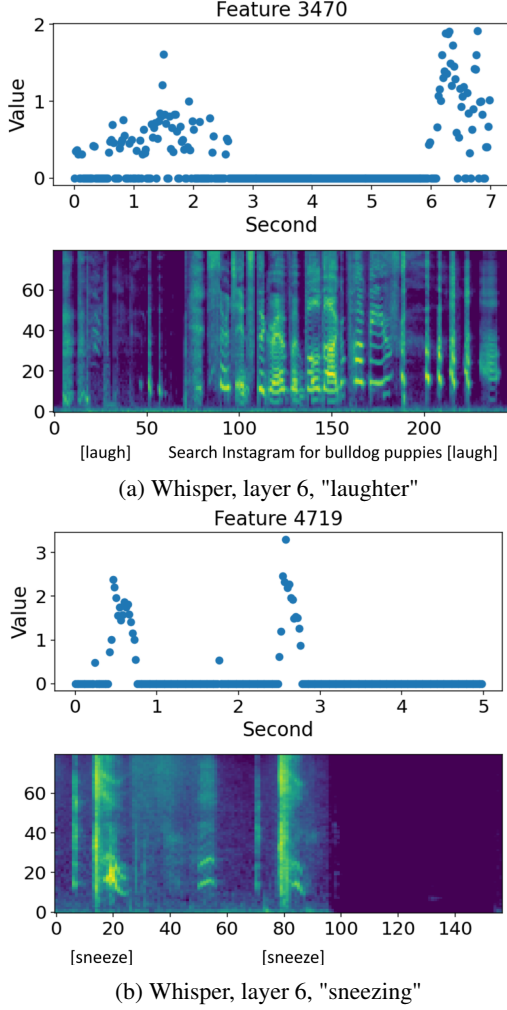 Feature 3470
2
1
0
Value
0 1 2 3 4 5 6 7
Second
60
40
20
0
0 50 100 150 200
[laugh] Search Instagram for bulldog puppies [laugh]
(a) Whisper, layer 6, "laughter"
Feature 4719
3
2
1
0
Value
0 1 2 3 4 5
Second
60
40
20
0
0 20 40 60 80 100 120 140
[sneeze] [sneeze]
(b) Whisper, layer 6, "sneezing"